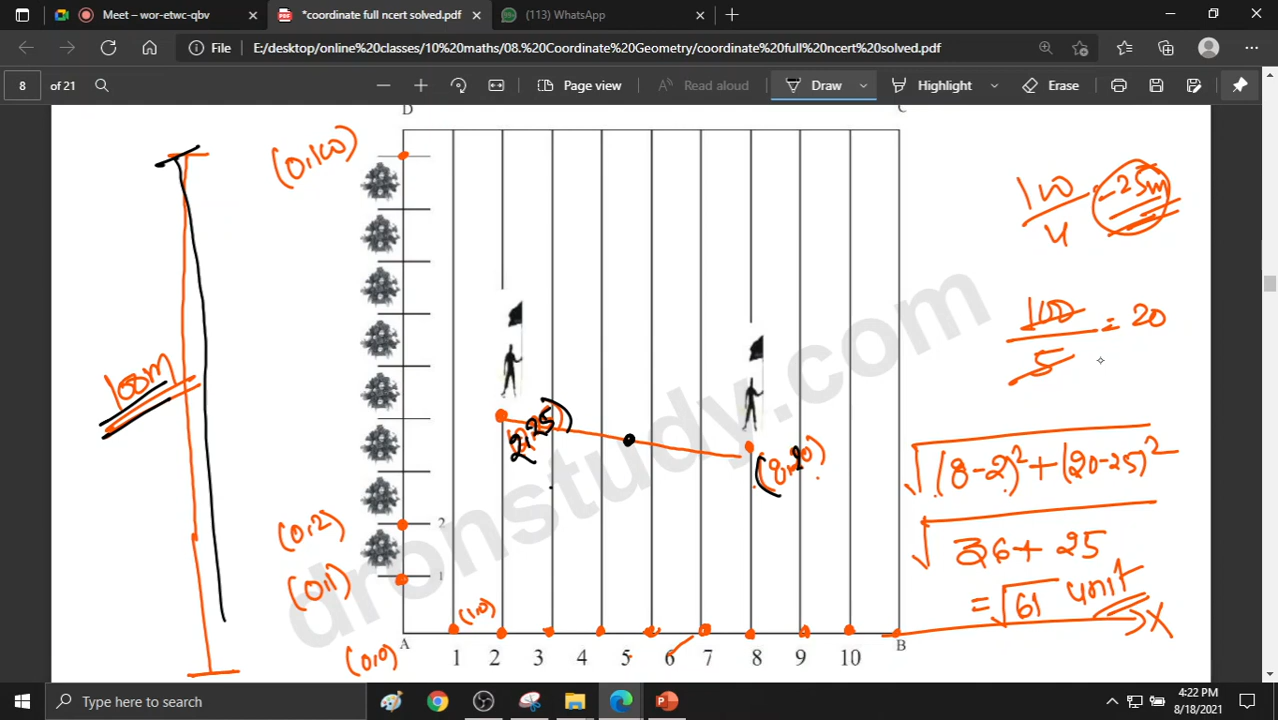 Meet – wor-etwc-qbv
*coordinate full ncert solved.pdf
(113) WhatsApp
File
E:/desktop/online%20classes/10%20maths/08.%20Coordinate%20Geometry/coordinate%20full%20ncert%20solved.pdf
8 of 21
Page view
Read aloud
Draw
Highlight
Erase
D
C
(0,100)
100/4 = 25m
100/5 = 20
100m
(2,25)
(8,20)
√(8-2)²+(20-25)²
(0,2)
2
√36+25
(0,1)
1
= √61 unit
(1,0)
X
A
B
(0,0)
1 2 3 4 5 6 7 8 9 10
dronstudy.com
Type here to search
4:22 PM
8/18/2021